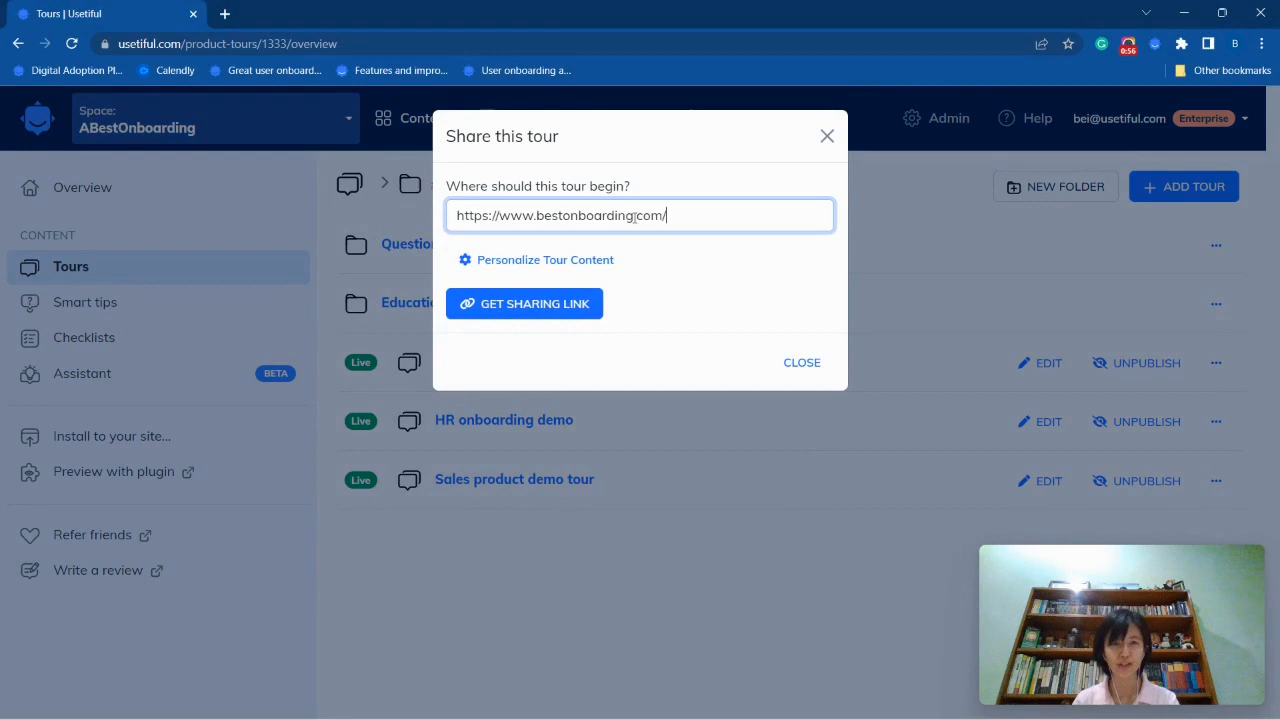 Tours | Usetiful
usetiful.com/product-tours/1333/overview
0:56
B
Digital Adoption Pl...
Calendly
Great user onboard...
Features and impro...
User onboarding a...
Other bookmarks
Space:
ABestOnboarding
Admin
Help
bei@usetiful.com
Enterprise
Overview
CONTENT
Tours
Smart tips
Checklists
Assistant
BETA
Install to your site...
Preview with plugin
Refer friends
Write a review
NEW FOLDER
ADD TOUR
Share this tour
Where should this tour begin?
https://www.bestonboarding.com/
Personalize Tour Content
GET SHARING LINK
CLOSE
Live
EDIT
UNPUBLISH
Live
HR onboarding demo
EDIT
UNPUBLISH
Live
Sales product demo tour
EDIT
UNPUBLISH